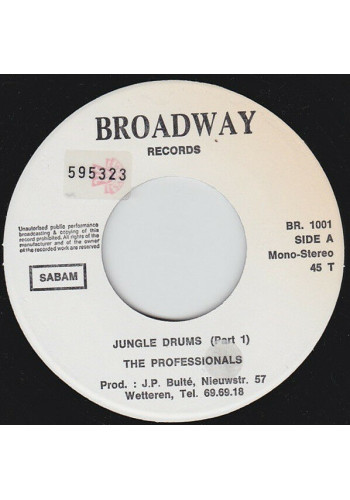 BROADWAY
RECORDS
595323
Unautorised public performance
broadcasting & copying of this
record prohibited. All rights of the
manufacturer and of the owner
of the recorded work are reserved
SABAM
BR. 1001
SIDE A
Mono-Stereo
45 T
JUNGLE DRUMS (Part 1)
THE PROFESSIONALS
Prod. : J.P. Bulté, Nieuwstr. 57
Wetteren, Tel. 69.69.18